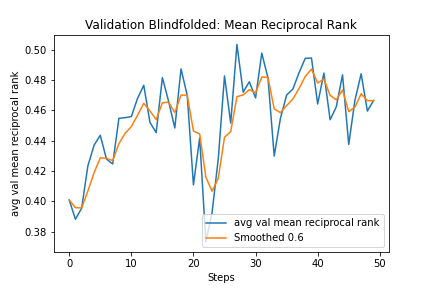 Validation Blindfolded: Mean Reciprocal Rank
avg val mean reciprocal rank
0.50
0.48
0.46
0.44
0.42
0.40
0.38
avg val mean reciprocal rank
Smoothed 0.6
0
10
20
30
40
50
Steps